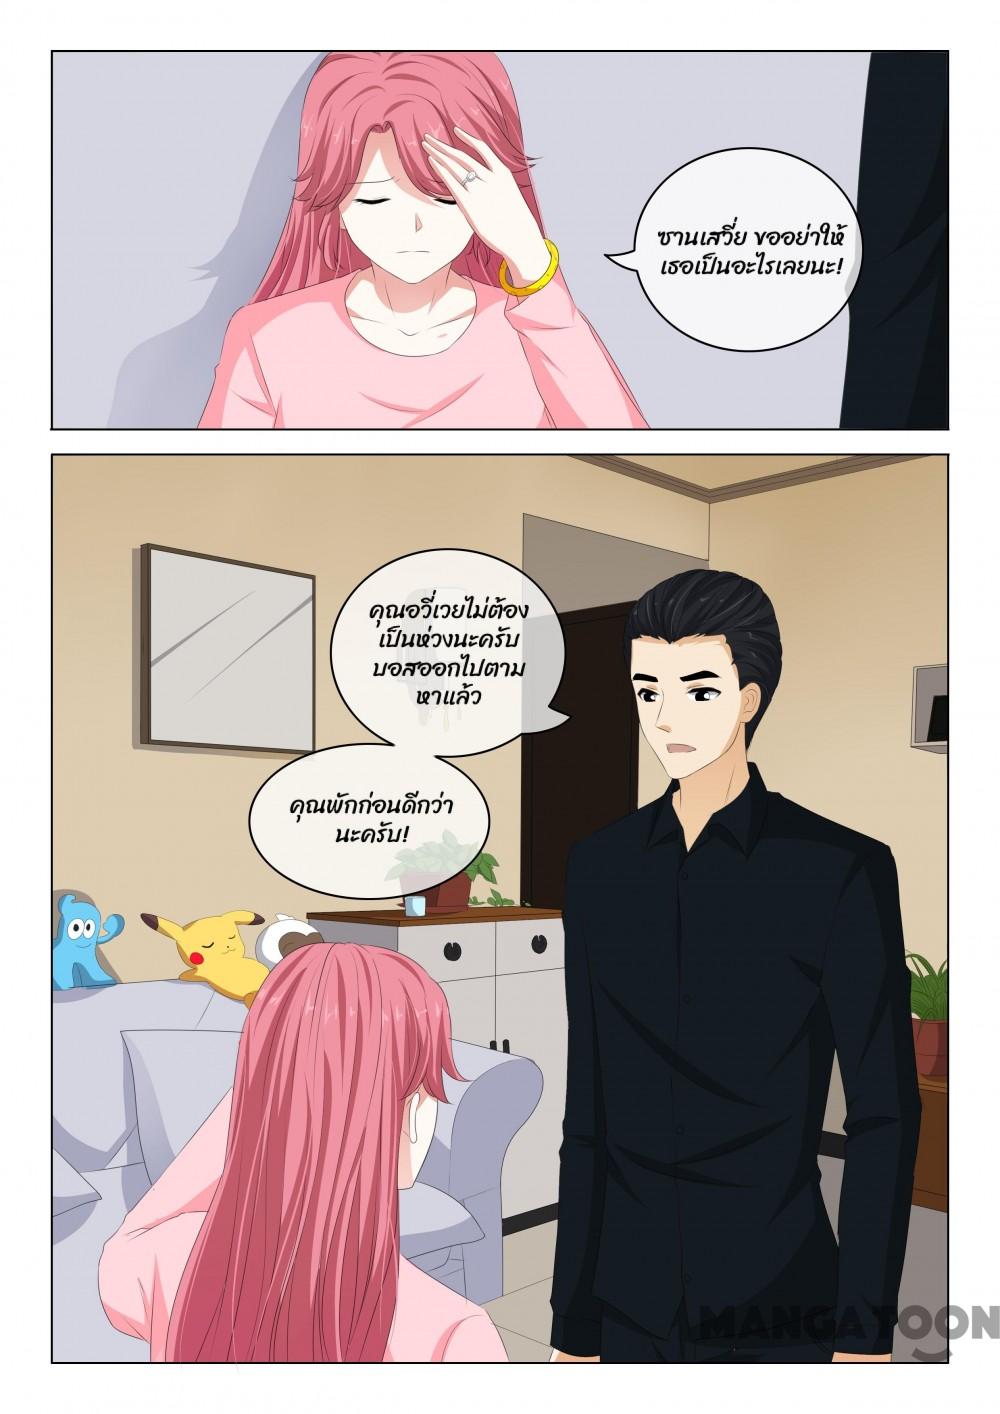 ซานเสวี่ย ขออย่าให้
เธอเป็นอะไรเลยนะ!
คุณอวี่เวยไม่ต้อง
เป็นห่วงนะครับ
บอสออกไปตาม
หาแล้ว
คุณพักก่อนดีกว่า
นะครับ!
MANGATOON